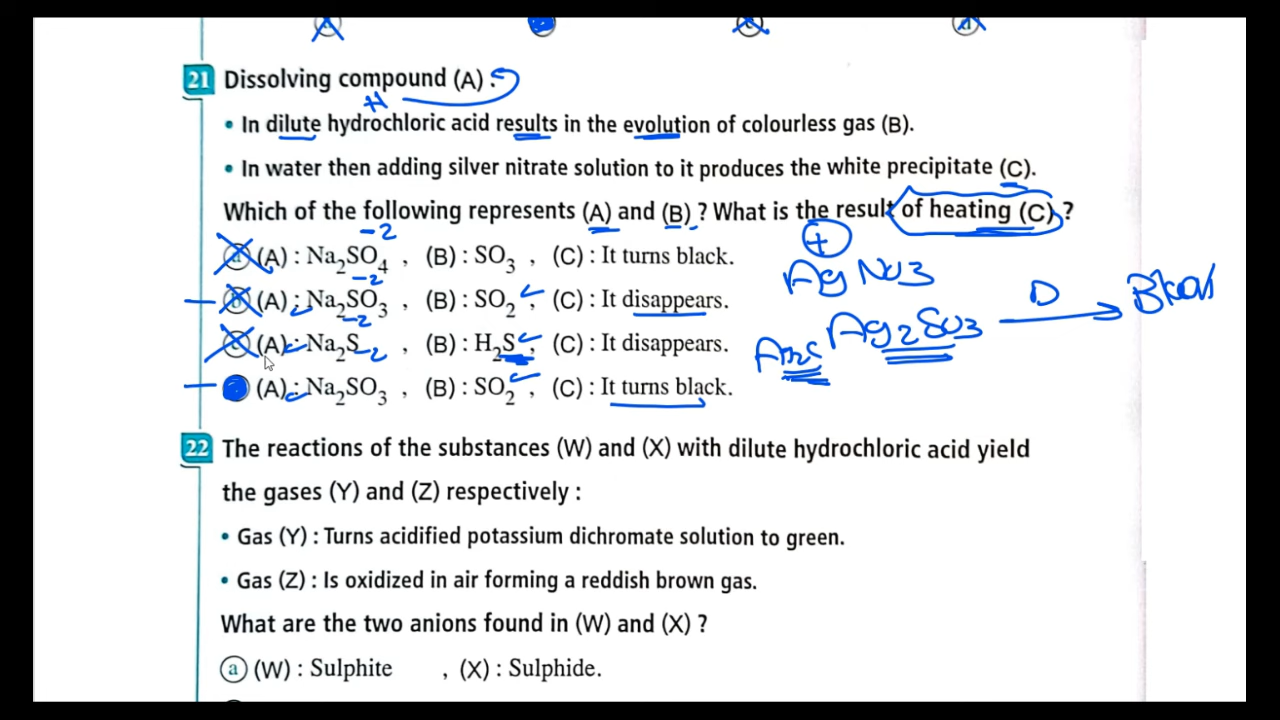 21 Dissolving compound (A) :
H
• In dilute hydrochloric acid results in the evolution of colourless gas (B).
• In water then adding silver nitrate solution to it produces the white precipitate (C).
Which of the following represents (A) and (B) ? What is the result of heating (C) ?
-2
+
a (A) : Na₂SO₄ , (B) : SO₃ , (C) : It turns black.
AgNO3
-2
(A) : Na₂SO₃ , (B) : SO₂ , (C) : It disappears.
Ag2SO3
-2
(A) : Na₂S , (B) : H₂S , (C) : It disappears.
-2
(A) : Na₂SO₃ , (B) : SO₂ , (C) : It turns black.
22 The reactions of the substances (W) and (X) with dilute hydrochloric acid yield
the gases (Y) and (Z) respectively :
• Gas (Y) : Turns acidified potassium dichromate solution to green.
• Gas (Z) : Is oxidized in air forming a reddish brown gas.
What are the two anions found in (W) and (X) ?
a (W) : Sulphite , (X) : Sulphide.